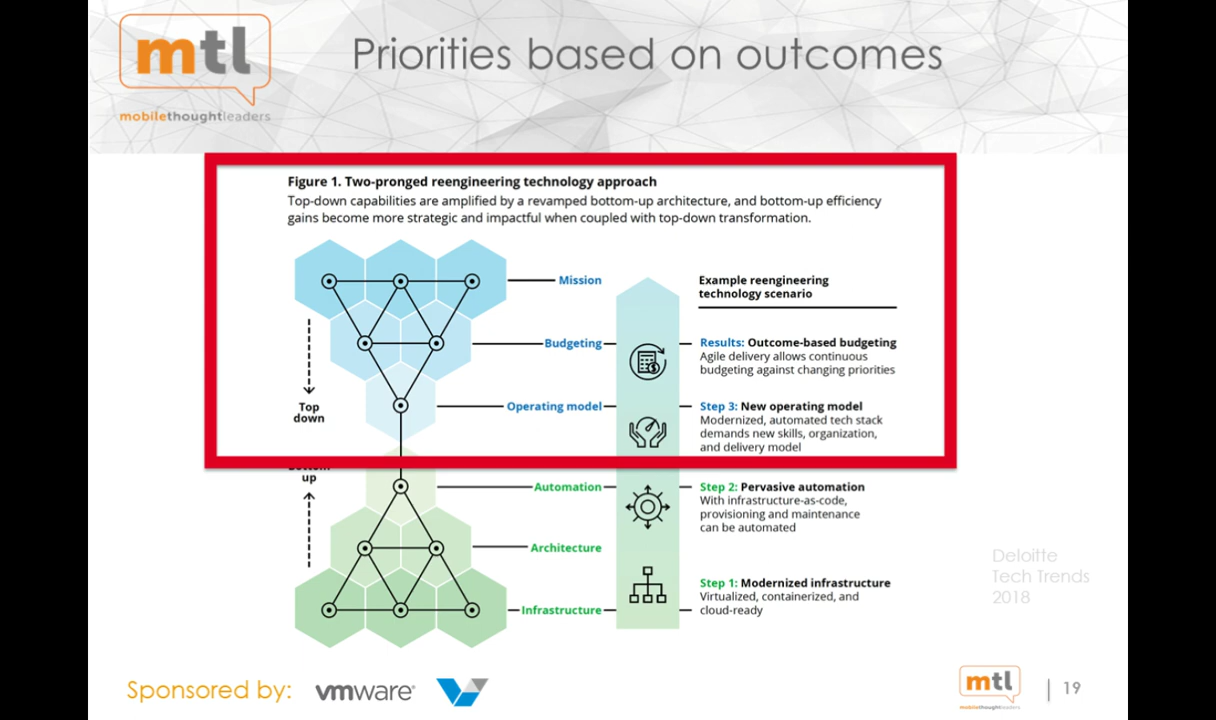 mtl
mobilethoughtleaders
Priorities based on outcomes
Figure 1. Two-pronged reengineering technology approach
Top-down capabilities are amplified by a revamped bottom-up architecture, and bottom-up efficiency
gains become more strategic and impactful when coupled with top-down transformation.
Mission
Budgeting
Operating model
Top
down
Bottom
up
Automation
Architecture
Infrastructure
Example reengineering
technology scenario
Results: Outcome-based budgeting
Agile delivery allows continuous
budgeting against changing priorities
Step 3: New operating model
Modernized, automated tech stack
demands new skills, organization,
and delivery model
Step 2: Pervasive automation
With infrastructure-as-code,
provisioning and maintenance
can be automated
Step 1: Modernized infrastructure
Virtualized, containerized, and
cloud-ready
Deloitte
Tech Trends
2018
Sponsored by:
vmware
mtl
mobilethoughtleaders
19